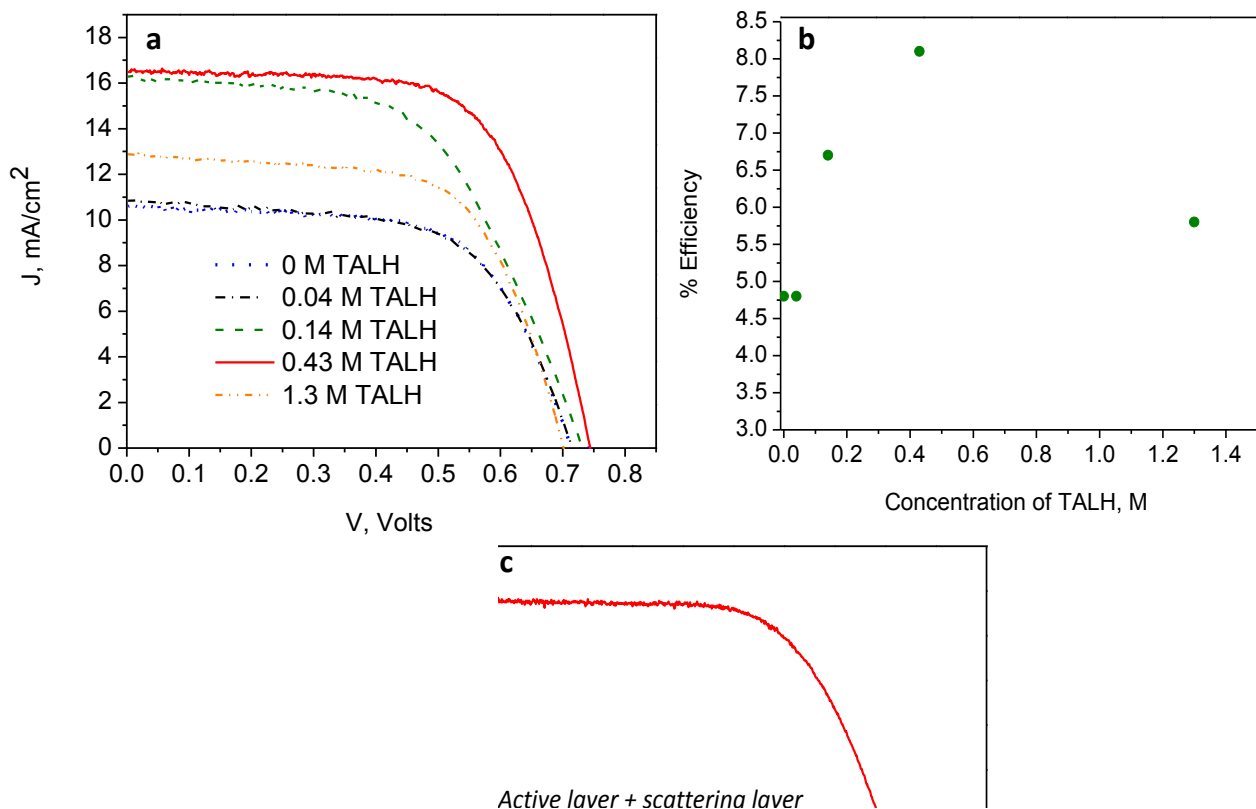 a
18
16
14
12
10
8
6
4
2
0
J, mA/cm²
0 M TALH
0.04 M TALH
0.14 M TALH
0.43 M TALH
1.3 M TALH
0.0 0.1 0.2 0.3 0.4 0.5 0.6 0.7 0.8
V, Volts
b
8.5
8.0
7.5
7.0
6.5
6.0
5.5
5.0
4.5
4.0
3.5
3.0
% Efficiency
0.0 0.2 0.4 0.6 0.8 1.0 1.2 1.4
Concentration of TALH, M
c
Active layer + scattering layer